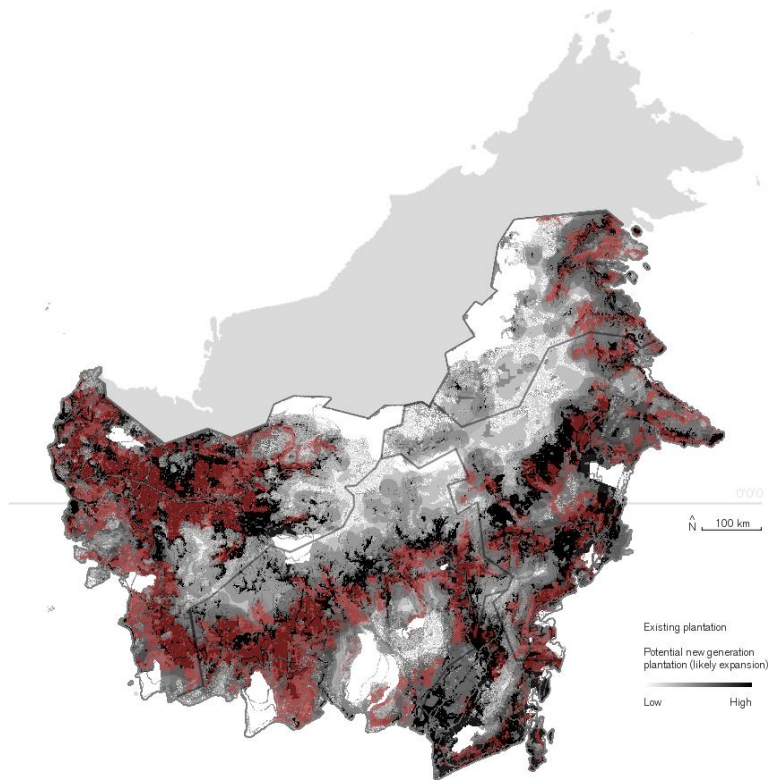 0°0'0
^
N
100 km
Existing plantation
Potential new generation
plantation (likely expansion)
Low High